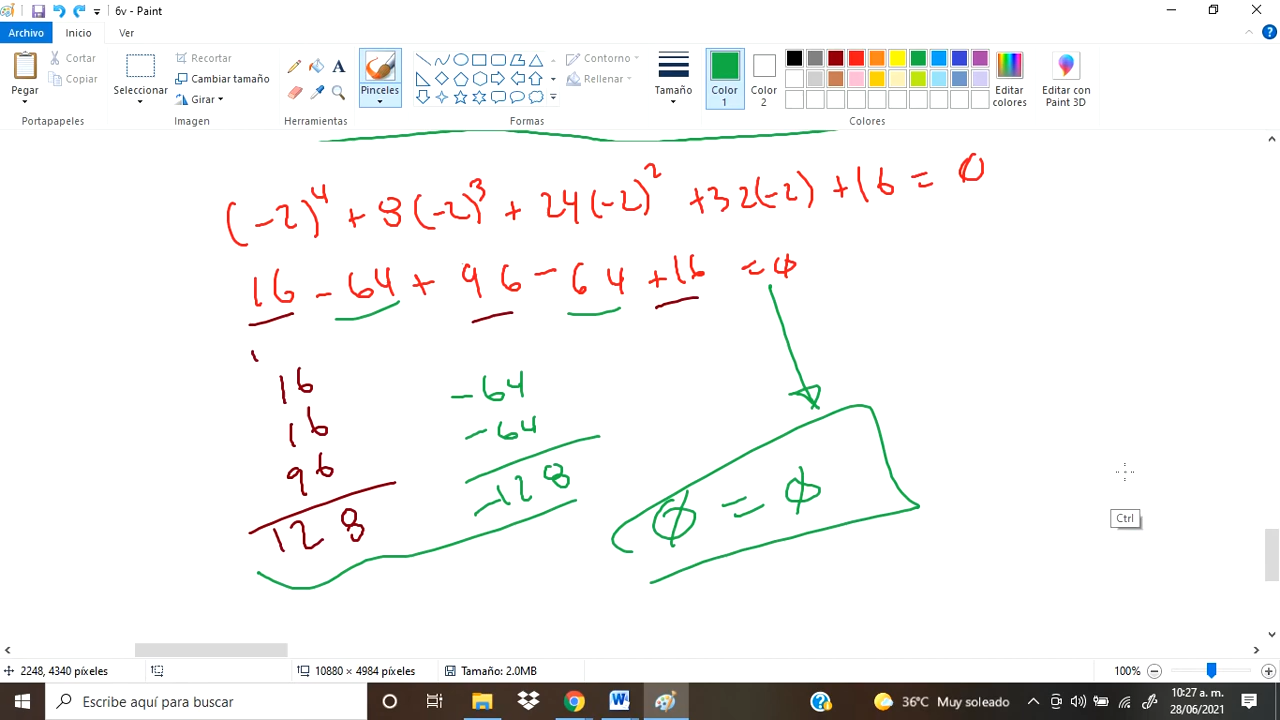 6v - Paint
Archivo Inicio Ver
Pegar
Cortar
Copiar
Portapapeles
Seleccionar
Recortar
Cambiar tamaño
Girar
Imagen
A
Herramientas
Pinceles
Contorno
Rellenar
Formas
Tamaño
Color 1
Color 2
Editar colores
Editar con Paint 3D
Colores
(-2)^4 + 8(-2)^3 + 24(-2)^2 + 32(-2) + 16 = 0
16 - 64 + 96 - 64 + 16 = 0
16
16
96
128
-64
-64
-128
0 = 0
Ctrl
2248, 4340 píxeles
10880 × 4984 píxeles
Tamaño: 2.0MB
100%
Escribe aquí para buscar
36°C Muy soleado
10:27 a. m.
28/06/2021